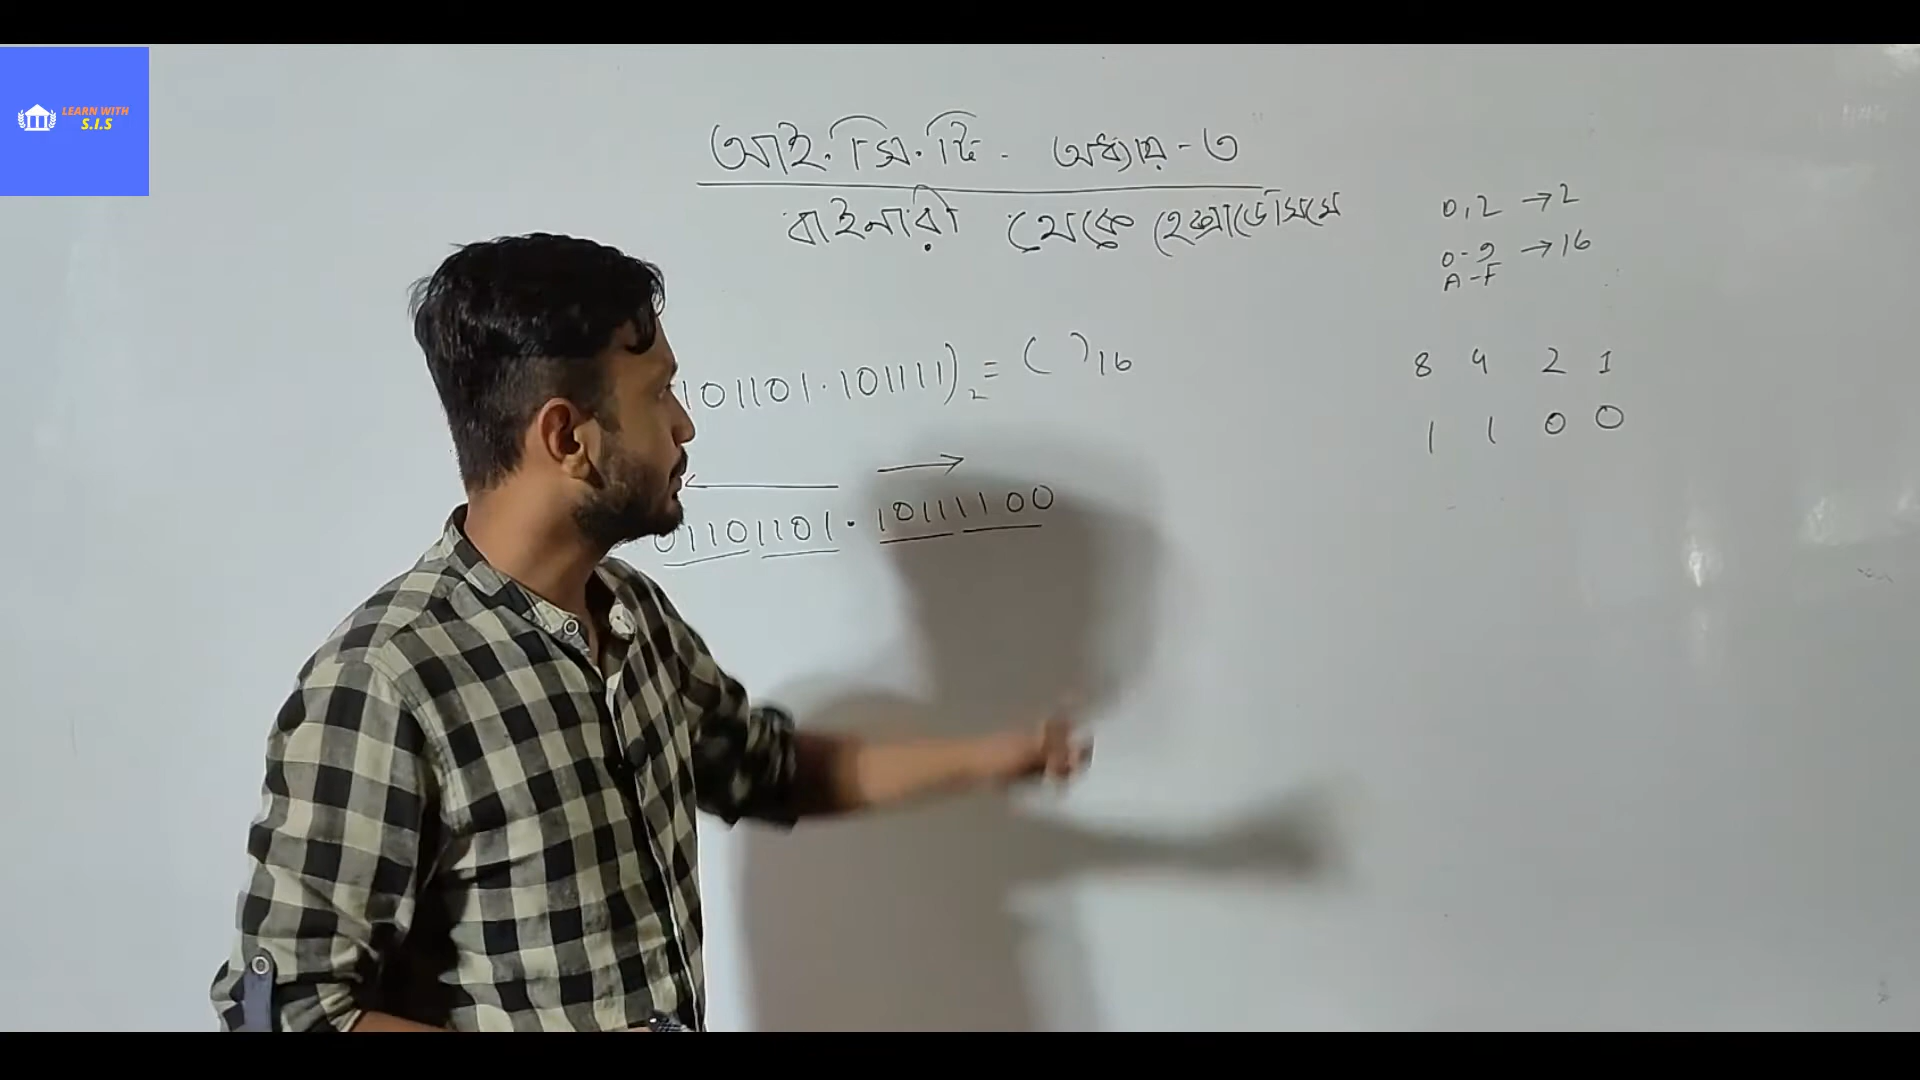 LEARN WITH
S.I.S
আই.সি.টি. অধ্যায়-৩
বাইনারী থেকে হেক্সাডেসিমেল
101101.101111)2 = ( )16
01101101.10111100
0,2 →2
0-9 →16
A-F
8 4 2 1
1 1 0 0